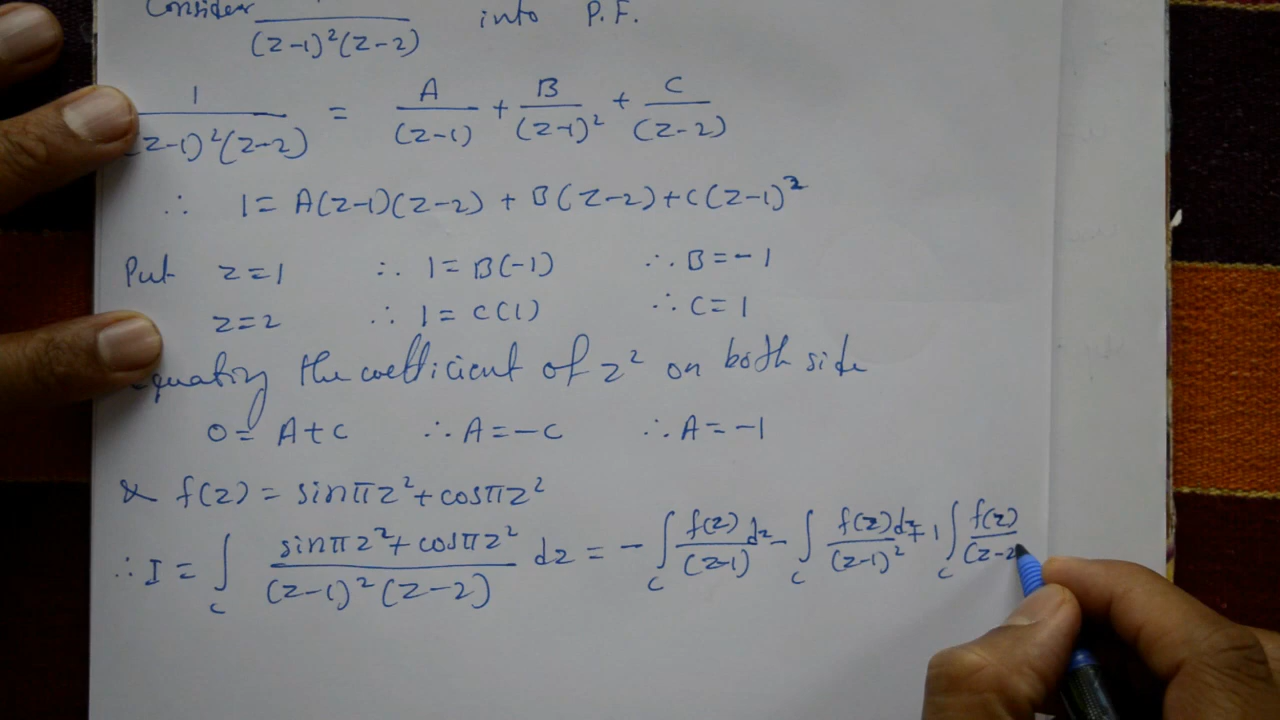 Consider 1/((z-1)²(z-2)) into P.F.
1/((z-1)²(z-2)) = A/(z-1) + B/(z-1)² + C/(z-2)
∴ 1 = A(z-1)(z-2) + B(z-2) + C(z-1)²
Put z=1 ∴ 1 = B(-1) ∴ B = -1
z=2 ∴ 1 = C(1) ∴ C = 1
equating the coefficient of z² on both side
0 = A+C ∴ A = -C ∴ A = -1
& f(z) = sinπz² + cosπz²
∴ I = ∫c (sinπz² + cosπz²)/((z-1)²(z-2)) dz = - ∫c f(z)/(z-1) dz - ∫c f(z)dz/(z-1)² + 1 ∫c f(z)/(z-2